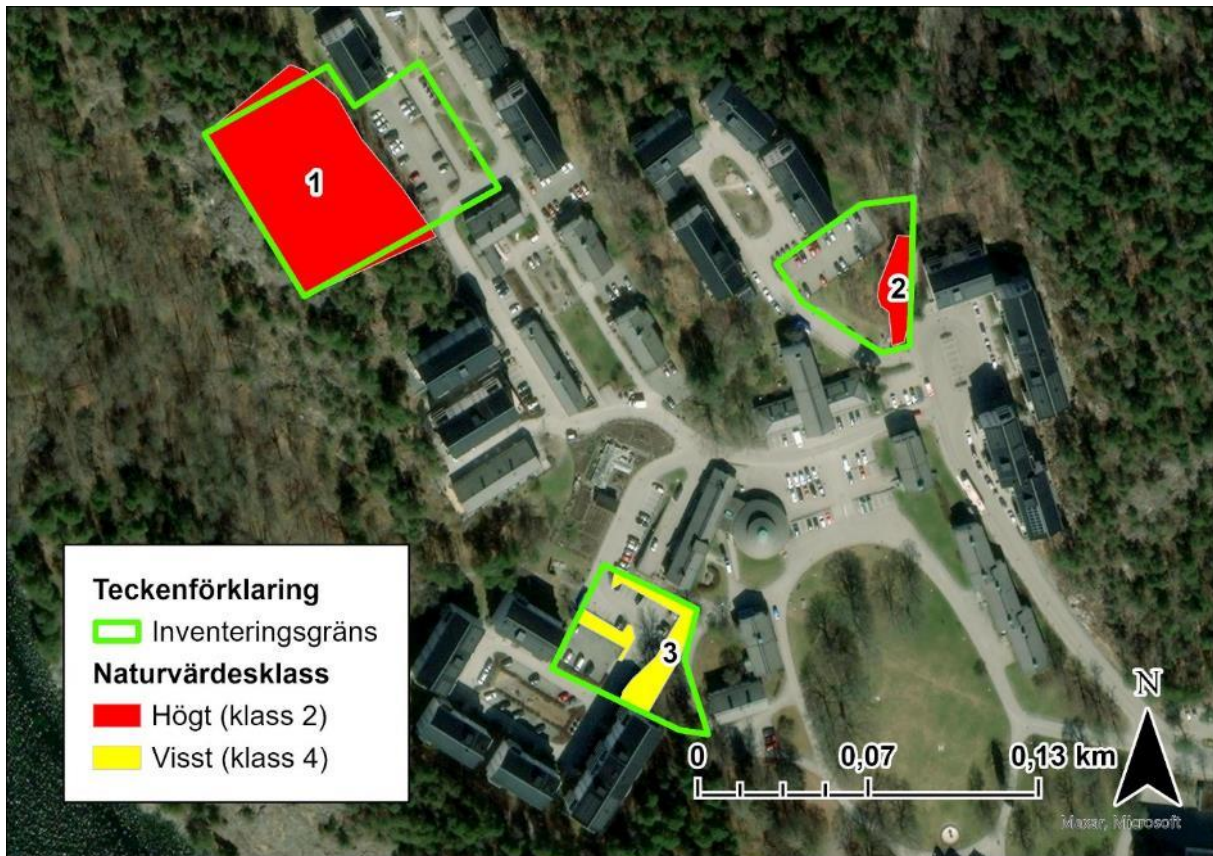 1
2
3
Teckenförklaring
Inventeringsgräns
Naturvärdesklass
Högt (klass 2)
Visst (klass 4)
N
0 0,07 0,13 km
Maxar, Microsoft